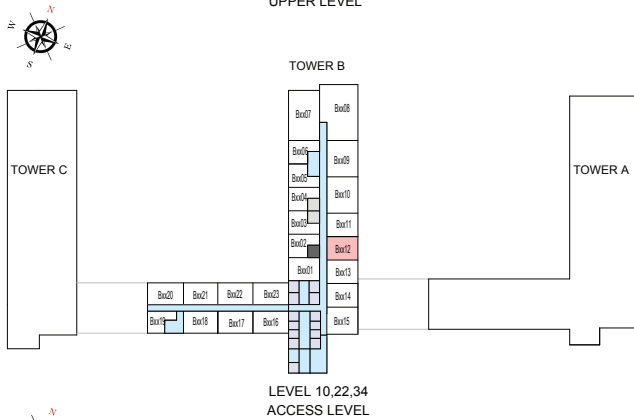 UPPER LEVEL
N
W
E
S
TOWER B
Bxx07
Bxx08
TOWER C
TOWER A
Bxx06
Bxx09
Bxx05
Bxx04
Bxx10
Bxx03
Bxx11
Bxx02
Bxx12
Bxx01
Bxx13
Bxx20 Bxx21 Bxx22 Bxx23
Bxx14
Bxx19 Bxx18 Bxx17 Bxx16
Bxx15
LEVEL 10,22,34
ACCESS LEVEL
N